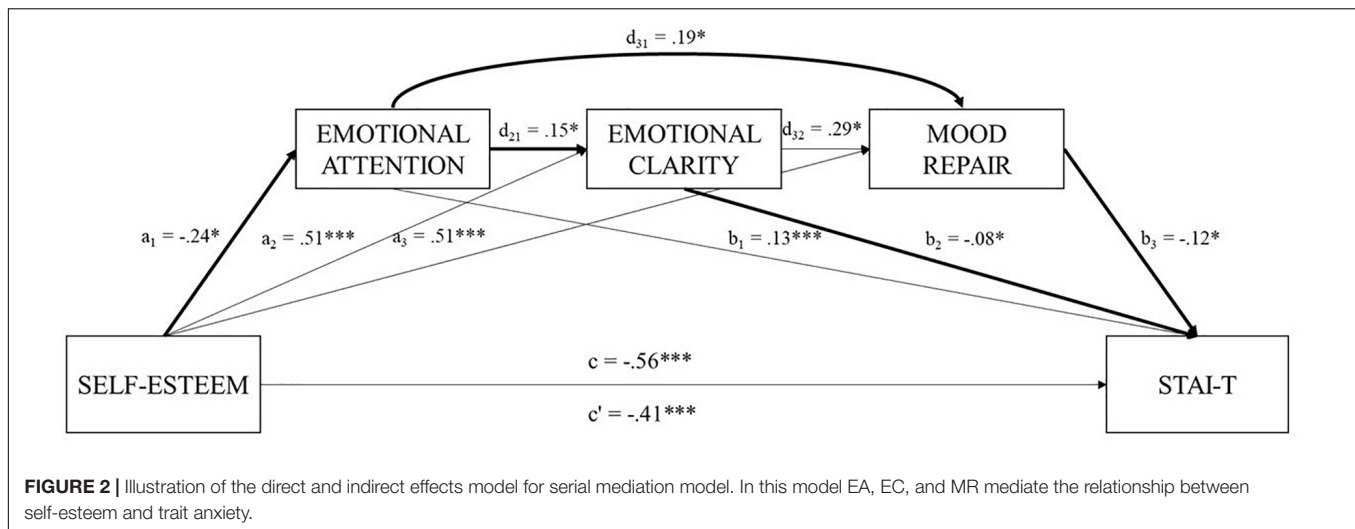 d31 = .19*
EMOTIONAL
ATTENTION
d21 = .15*
EMOTIONAL
CLARITY
d32 = .29*
MOOD
REPAIR
a1 = -.24*
a2 = .51***
a3 = .51***
b1 = .13***
b2 = -.08*
b3 = -.12*
SELF-ESTEEM
c = -.56***
c' = -.41***
STAI-T
FIGURE 2 | Illustration of the direct and indirect effects model for serial mediation model. In this model EA, EC, and MR mediate the relationship between
self-esteem and trait anxiety.